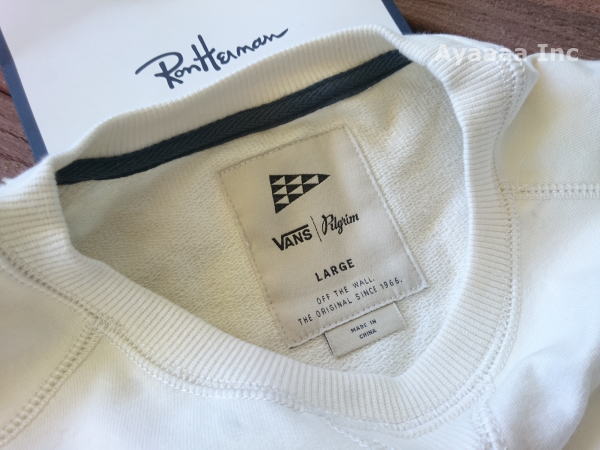 Ron Herman
Ayaaaa Inc
VANS | Pilgrim
LARGE
OFF THE WALL.
THE ORIGINAL SINCE 1966.
MADE IN
CHINA